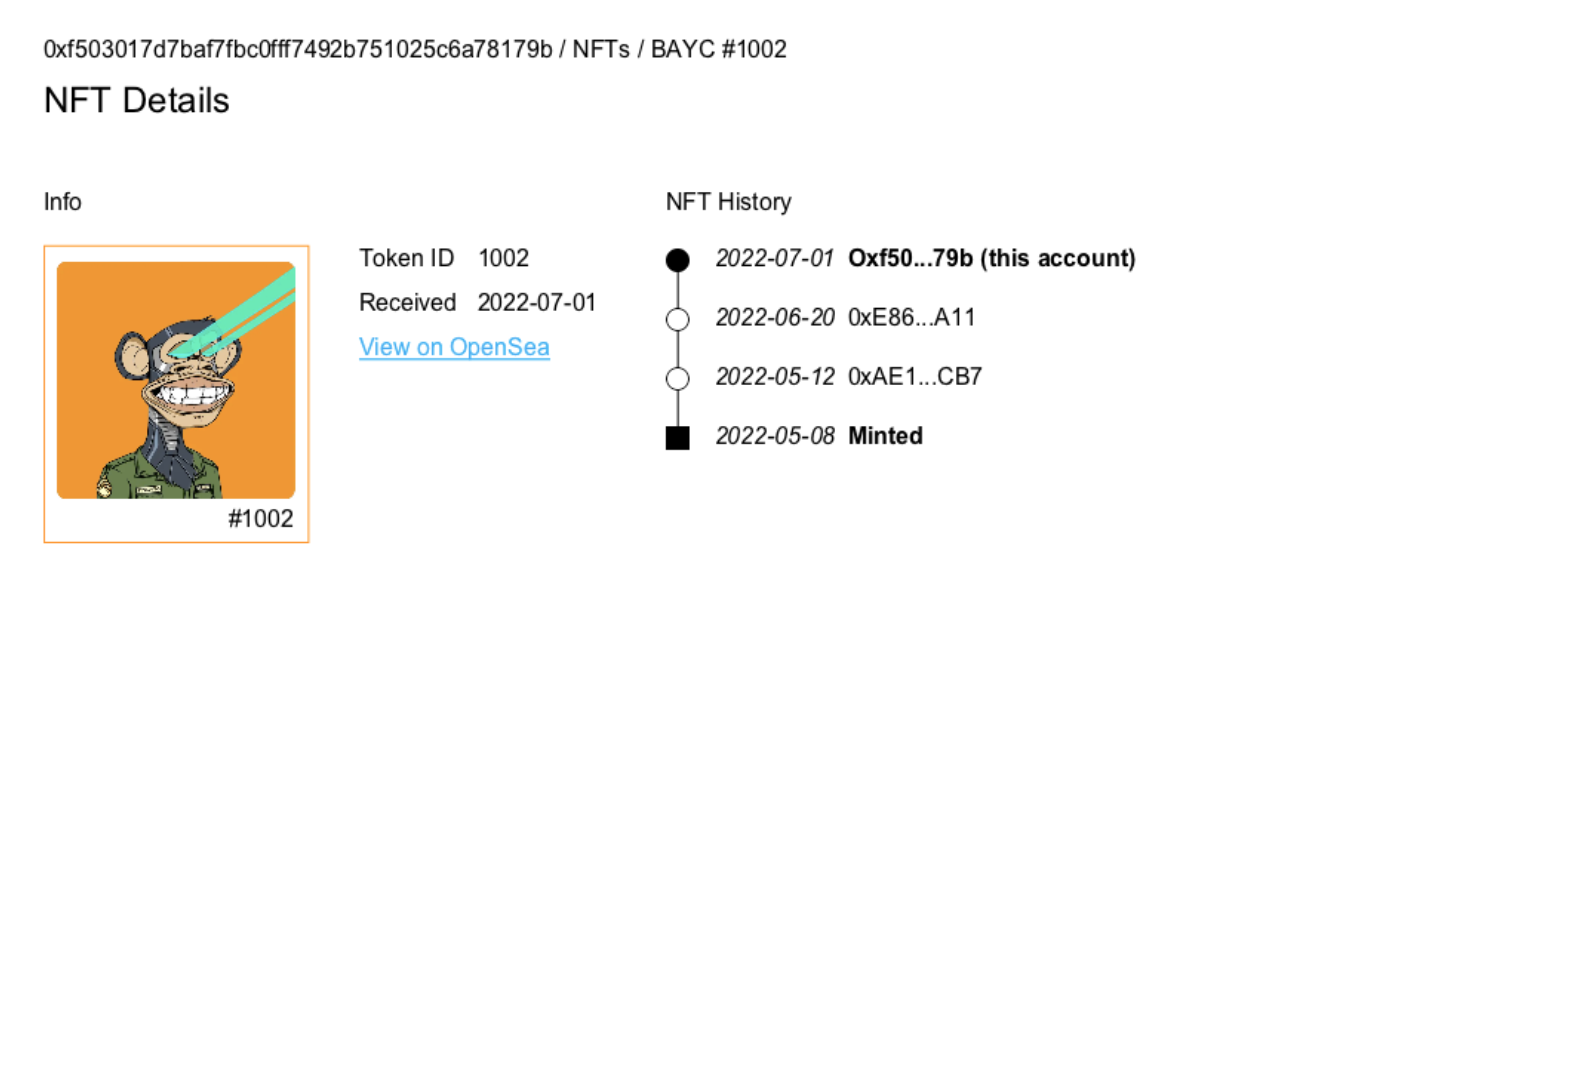 0xf503017d7baf7fbc0fff7492b751025c6a78179b / NFTs / BAYC #1002
NFT Details
Info
#1002
Token ID 1002
Received 2022-07-01
View on OpenSea
NFT History
2022-07-01 Oxf50...79b (this account)
2022-06-20 0xE86...A11
2022-05-12 0xAE1...CB7
2022-05-08 Minted